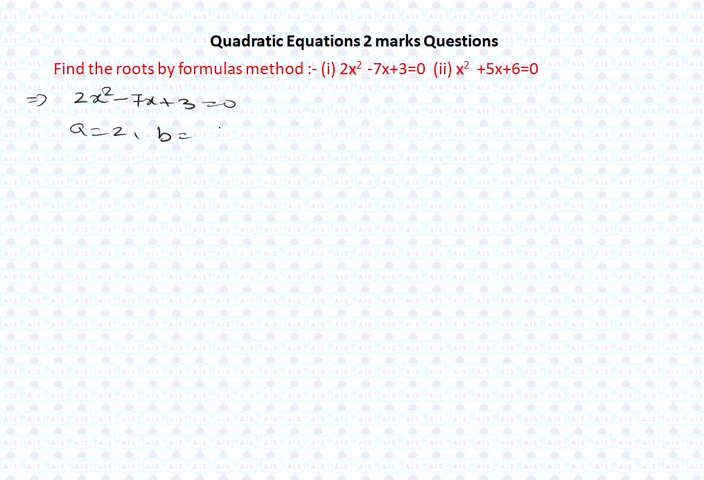 Quadratic Equations 2 marks Questions
Find the roots by formulas method :- (i) 2x² -7x+3=0 (ii) x² +5x+6=0
⇒ 2x² - 7x + 3 = 0
a = 2, b =